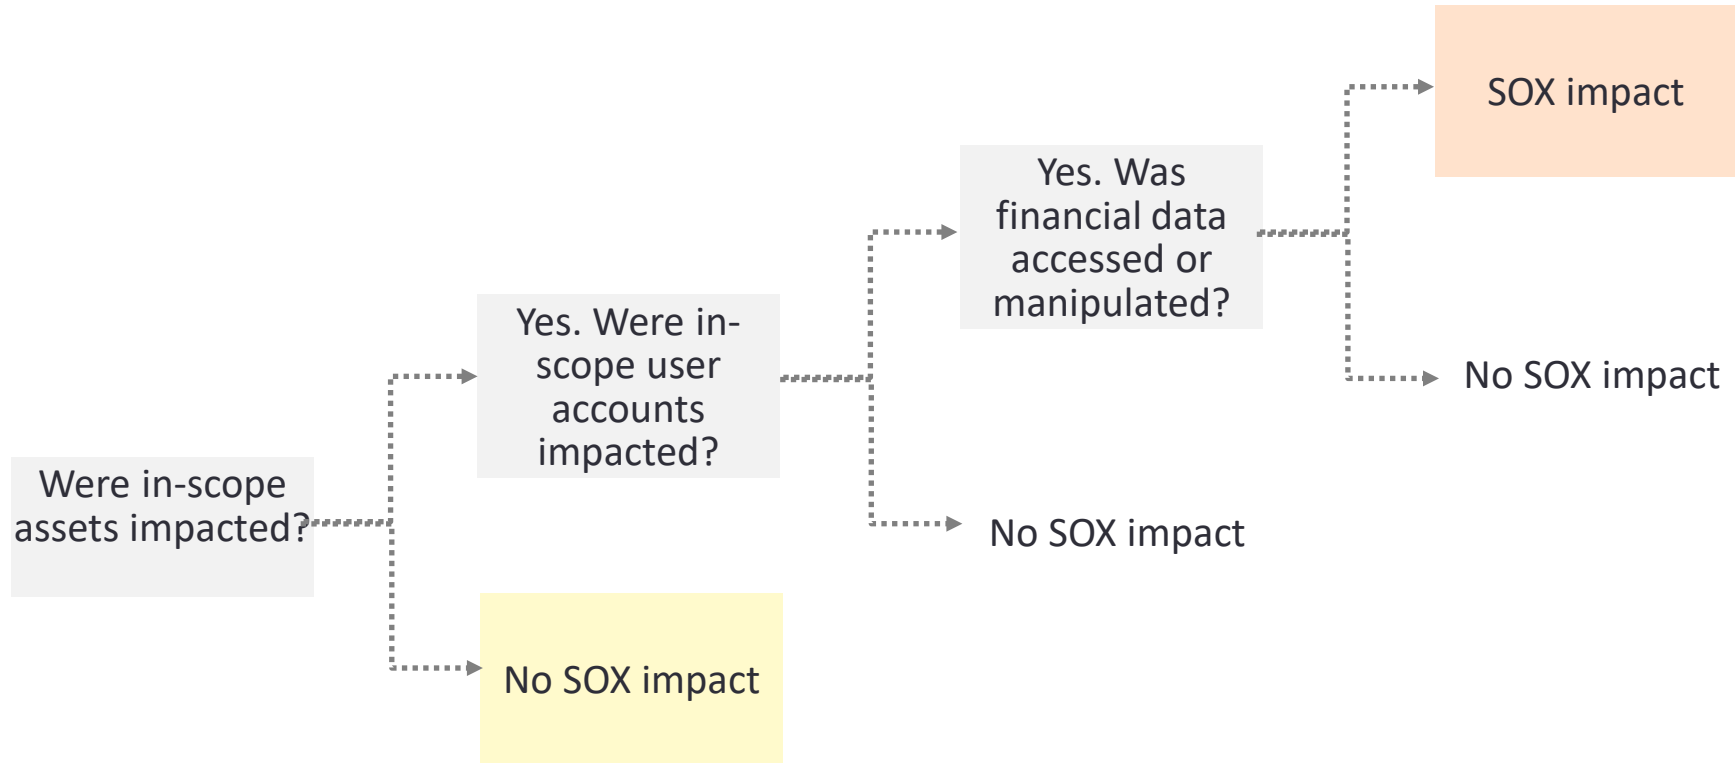 SOX impact
Yes. Was
financial data
accessed or
manipulated?
No SOX impact
Yes. Were in-
scope user
accounts
impacted?
No SOX impact
Were in-scope
assets impacted?
No SOX impact